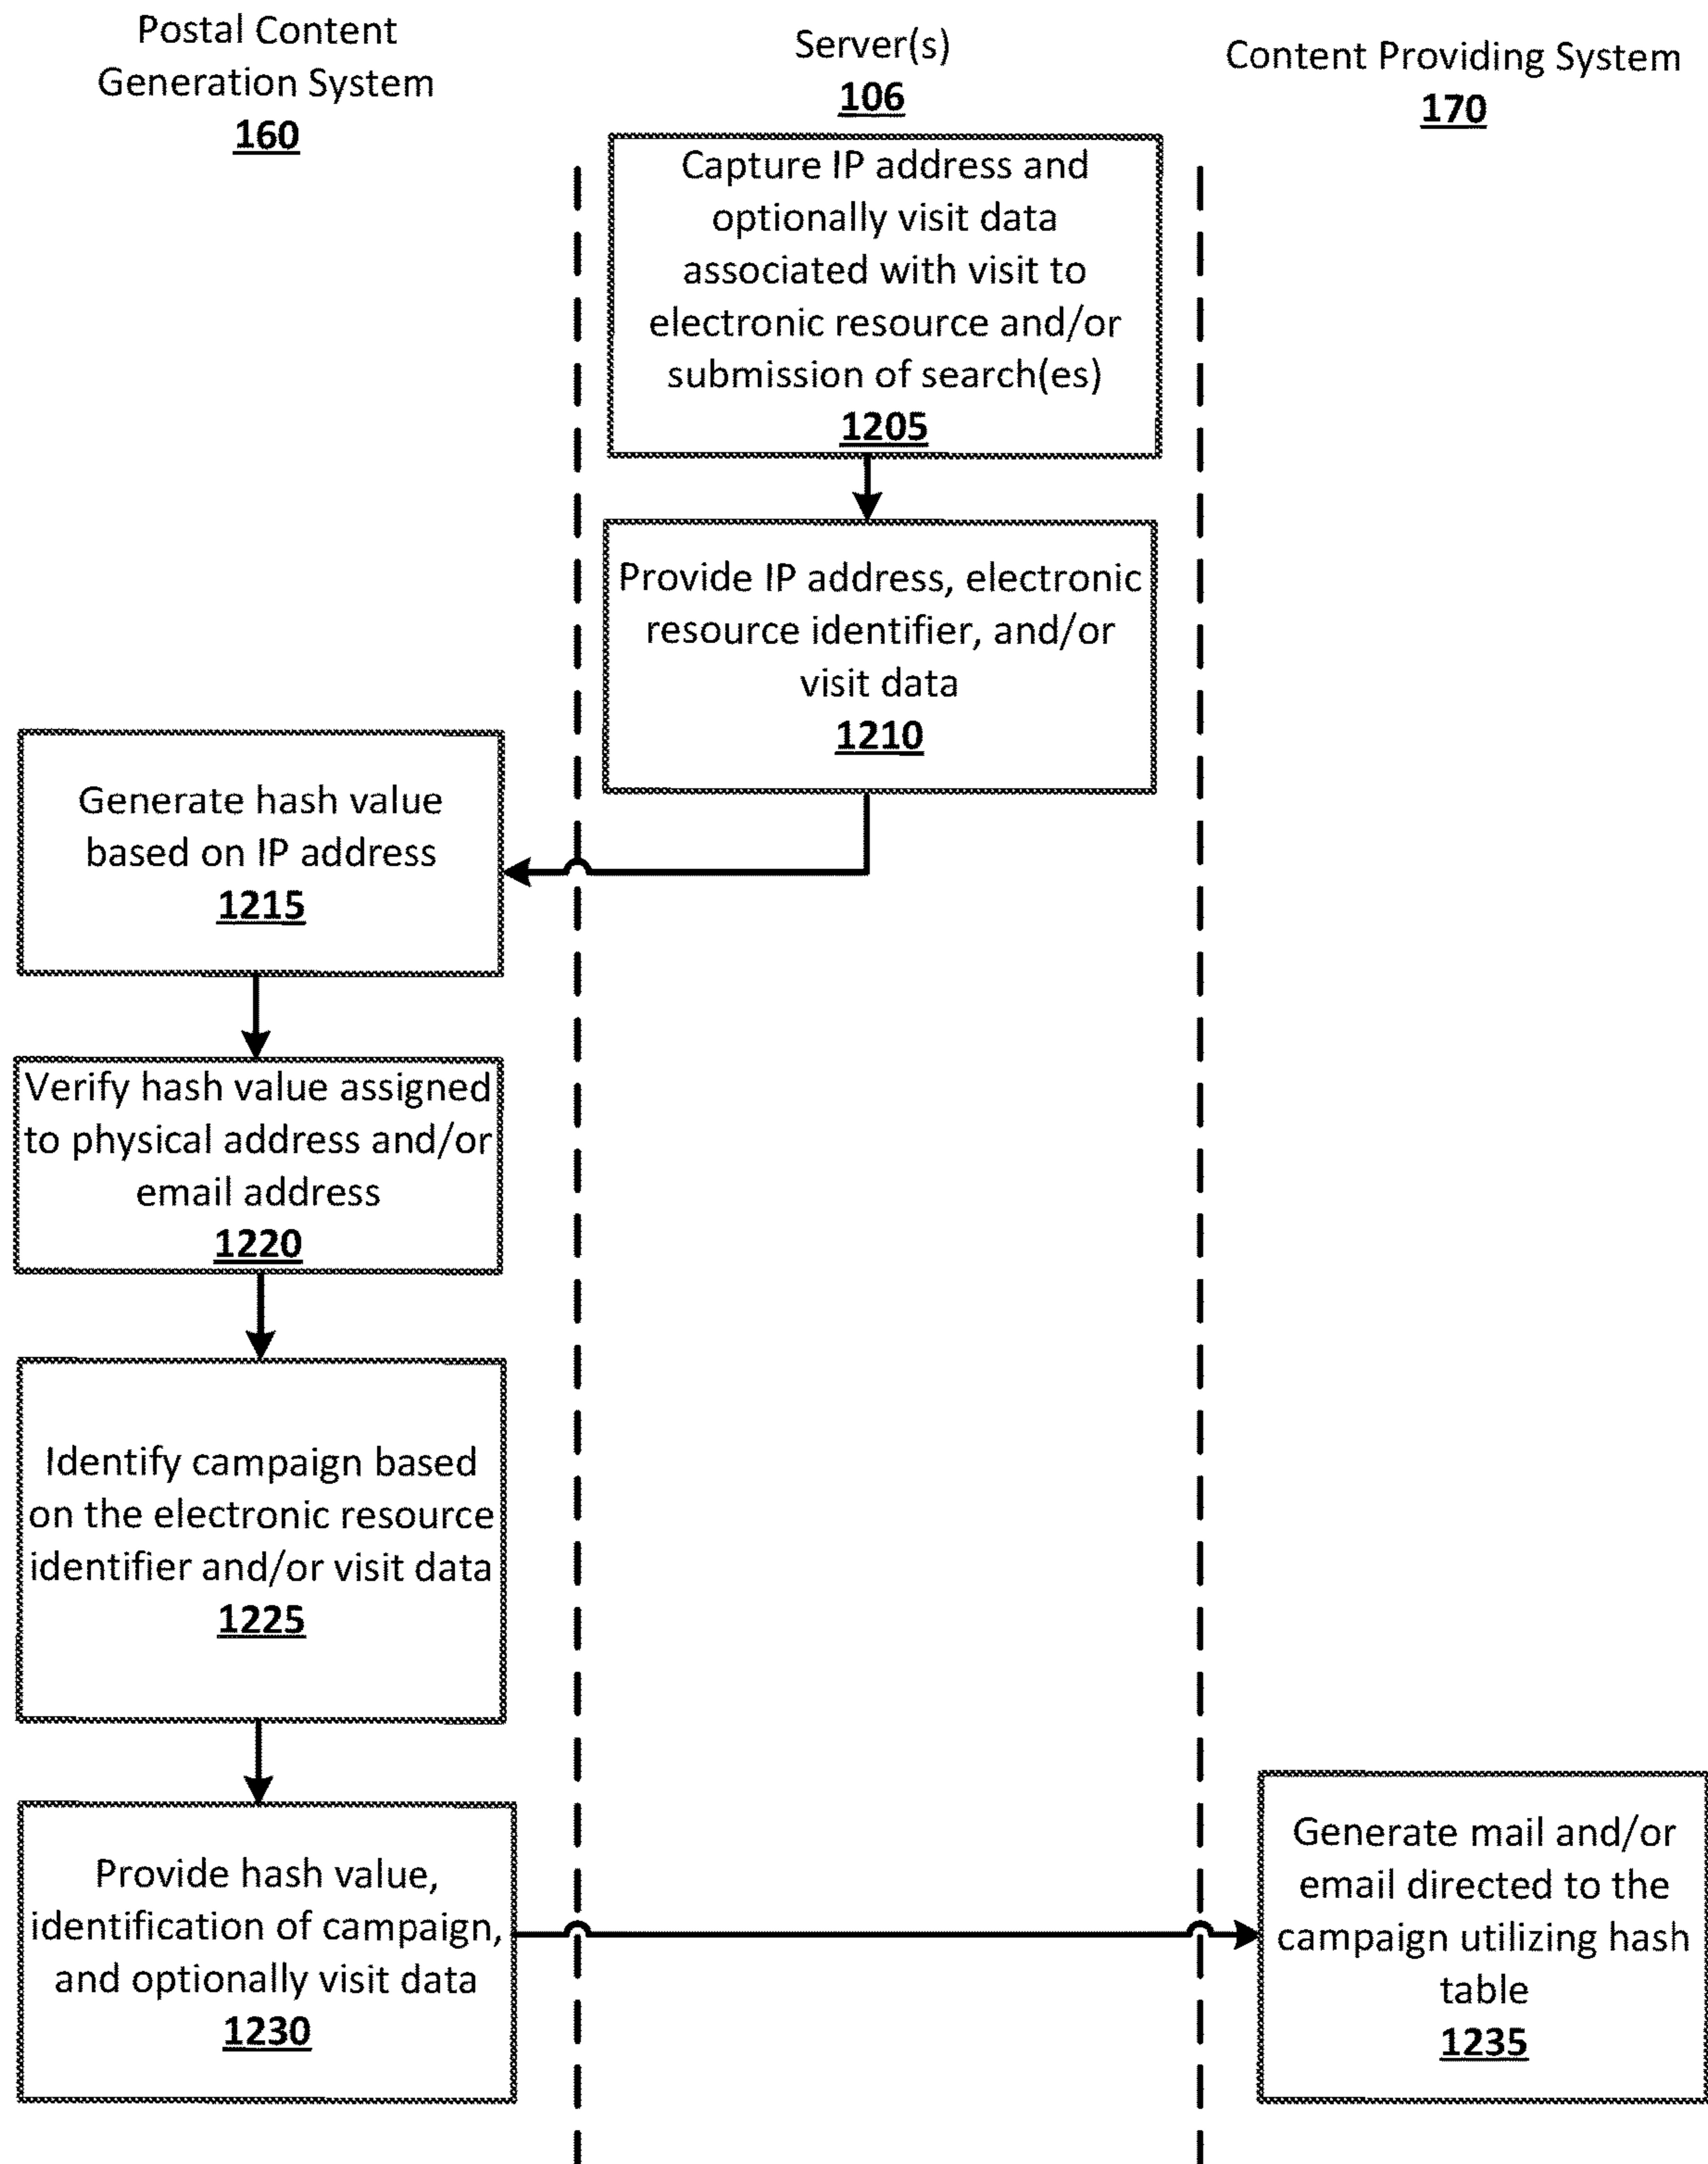 Postal Content
Generation System
160
Server(s)
106
Content Providing System
170
Capture IP address and
optionally visit data
associated with visit to
electronic resource and/or
submission of search(es)
1205
Provide IP address, electronic
resource identifier, and/or
visit data
1210
Generate hash value
based on IP address
1215
Verify hash value assigned
to physical address and/or
email address
1220
Identify campaign based
on the electronic resource
identifier and/or visit data
1225
Provide hash value,
identification of campaign,
and optionally visit data
1230
Generate mail and/or
email directed to the
campaign utilizing hash
table
1235